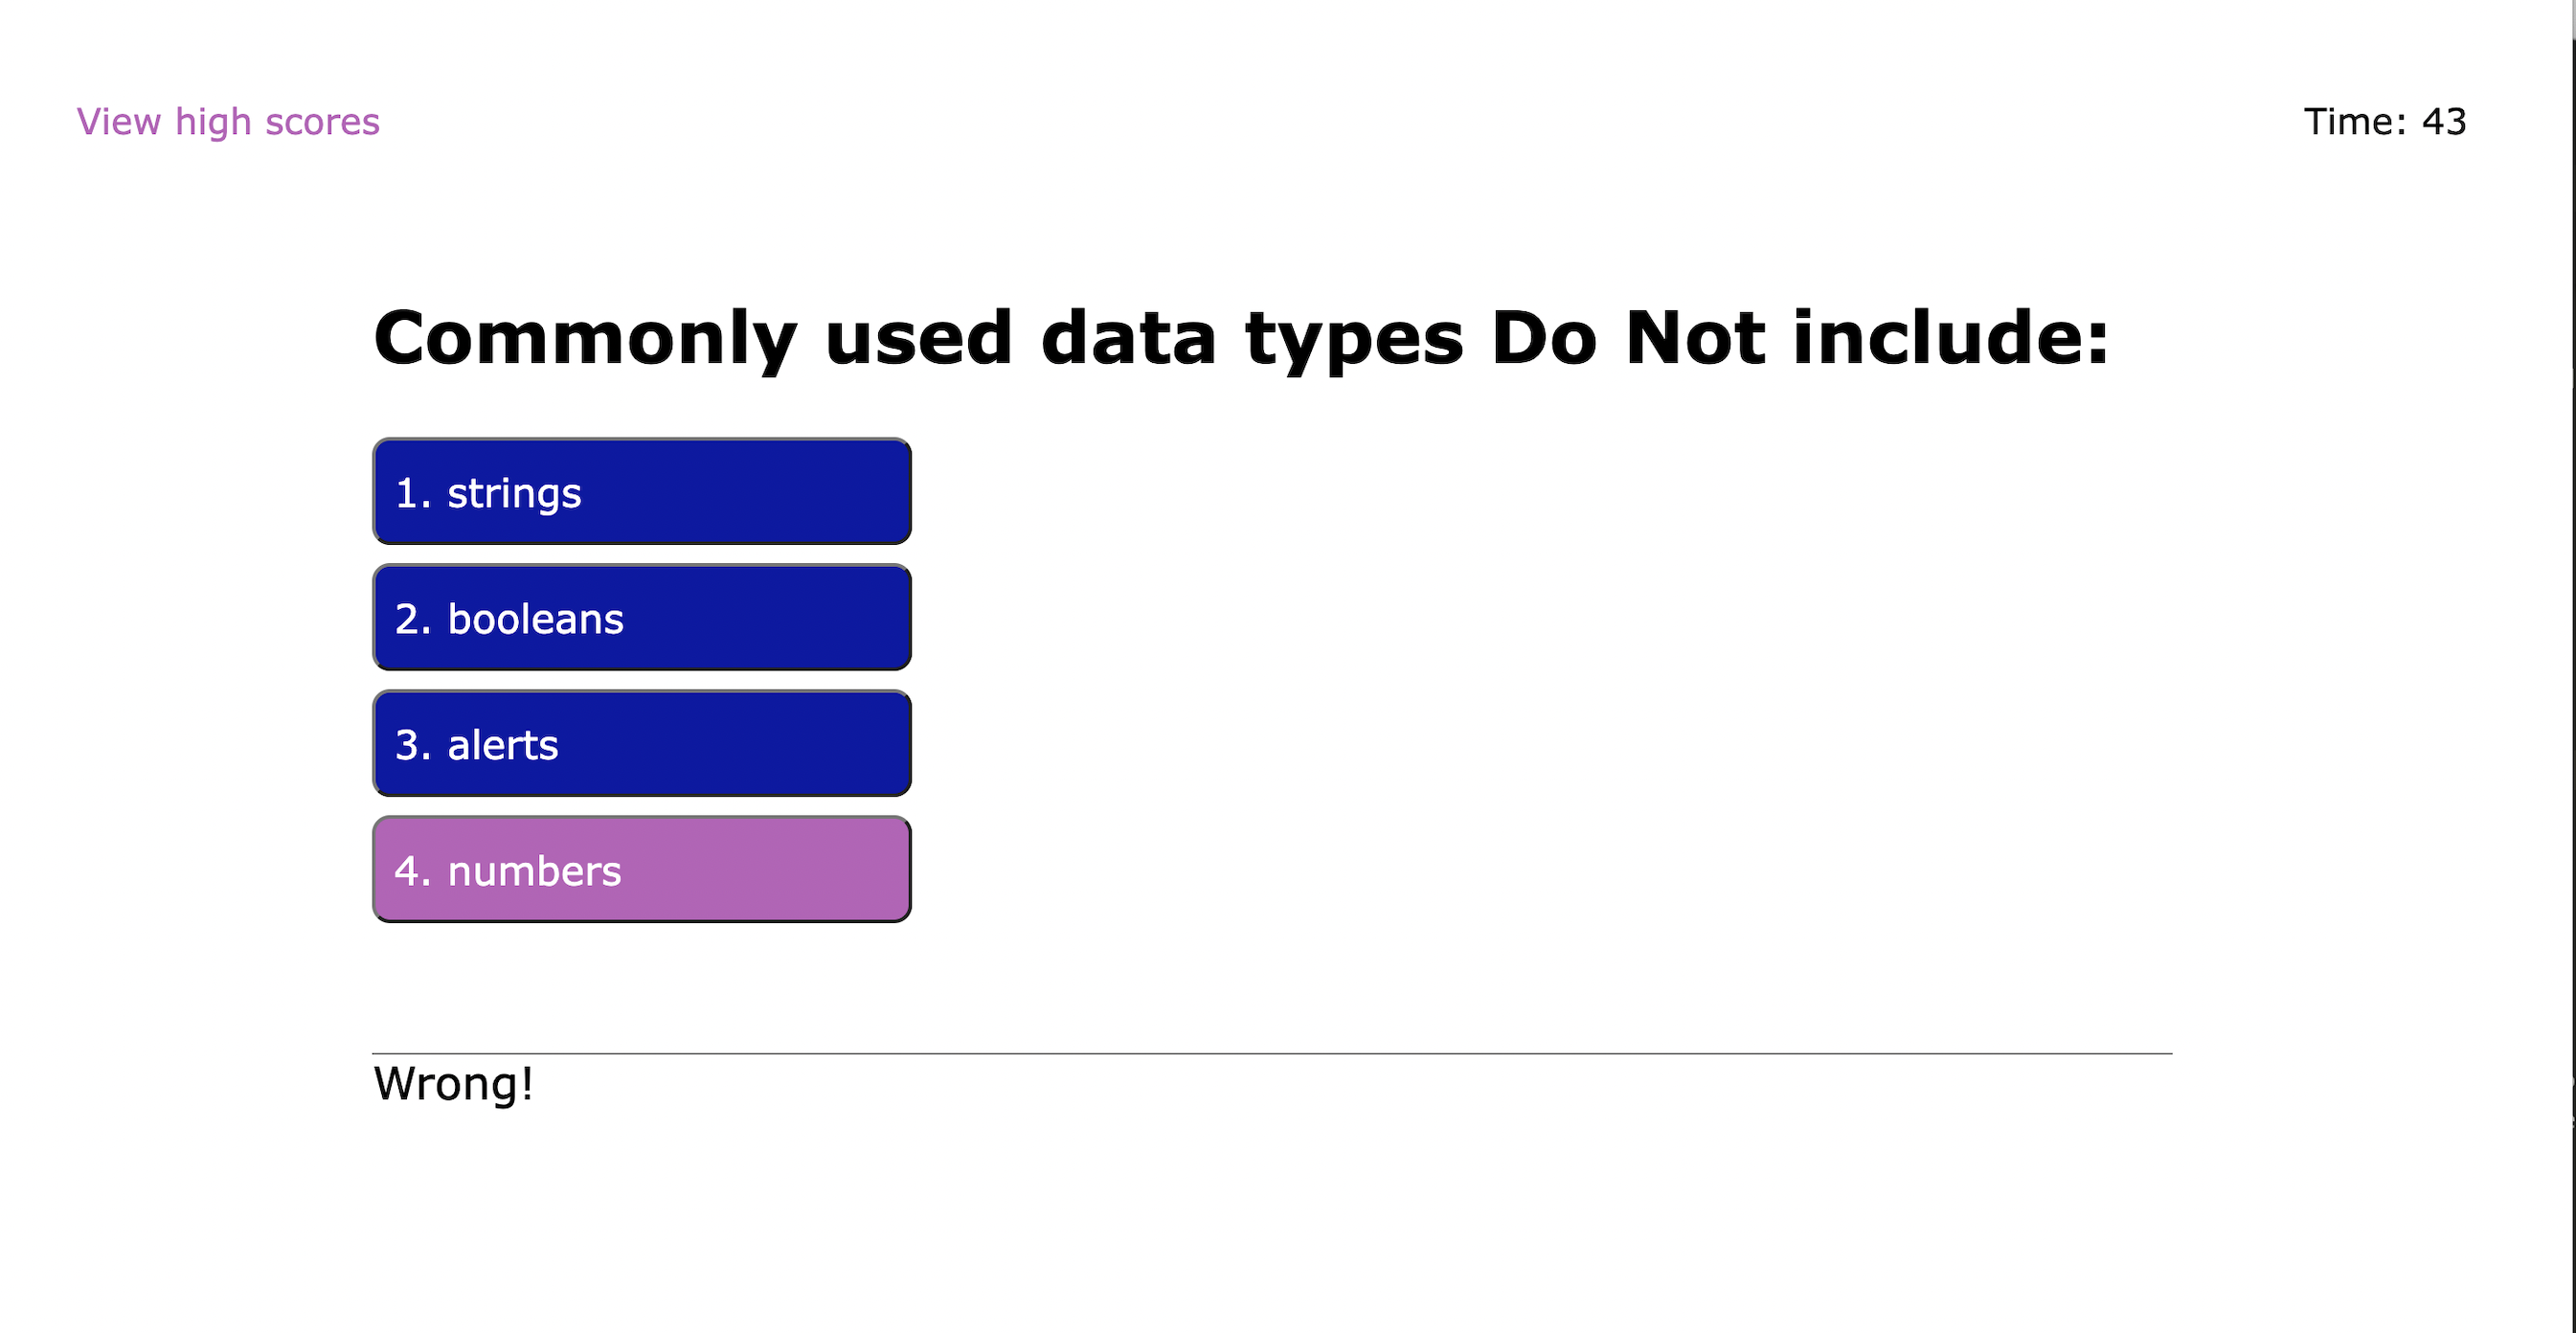 View high scores
Time: 43
Commonly used data types Do Not include:
1. strings
2. booleans
3. alerts
4. numbers
Wrong!